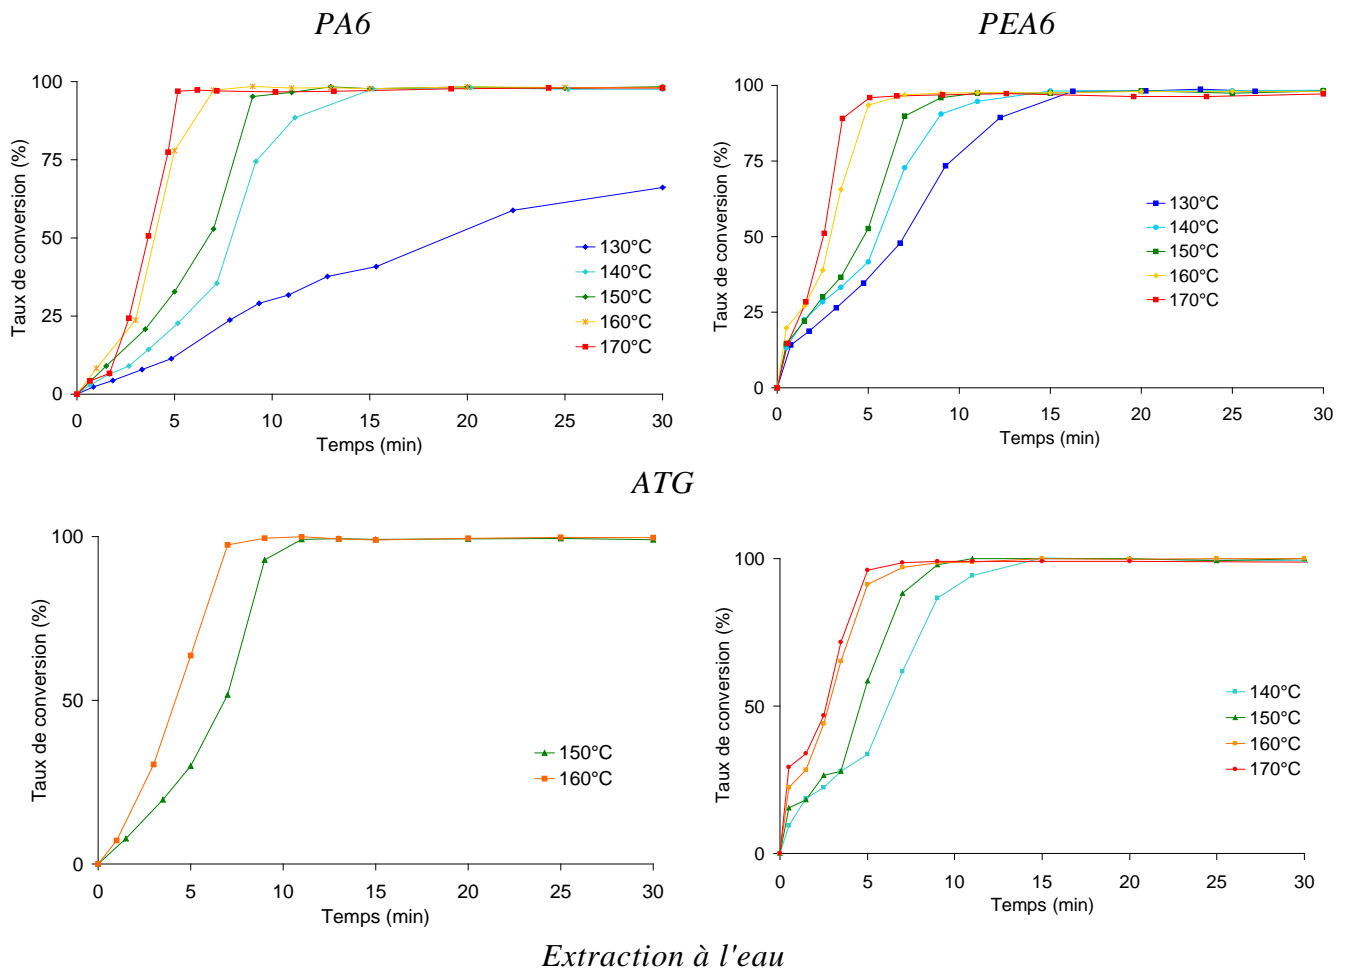 PA6
PEA6
Taux de conversion (%)
100
75
50
25
0
0 5 10 15 20 25 30
Temps (min)
130°C
140°C
150°C
160°C
170°C
Taux de conversion (%)
100
75
50
25
0
0 5 10 15 20 25 30
Temps (min)
130°C
140°C
150°C
160°C
170°C
ATG
Taux de conversion (%)
100
50
0
0 5 10 15 20 25 30
Temps (min)
150°C
160°C
Taux de conversion (%)
100
50
0
0 5 10 15 20 25 30
Temps (min)
140°C
150°C
160°C
170°C
Extraction à l'eau